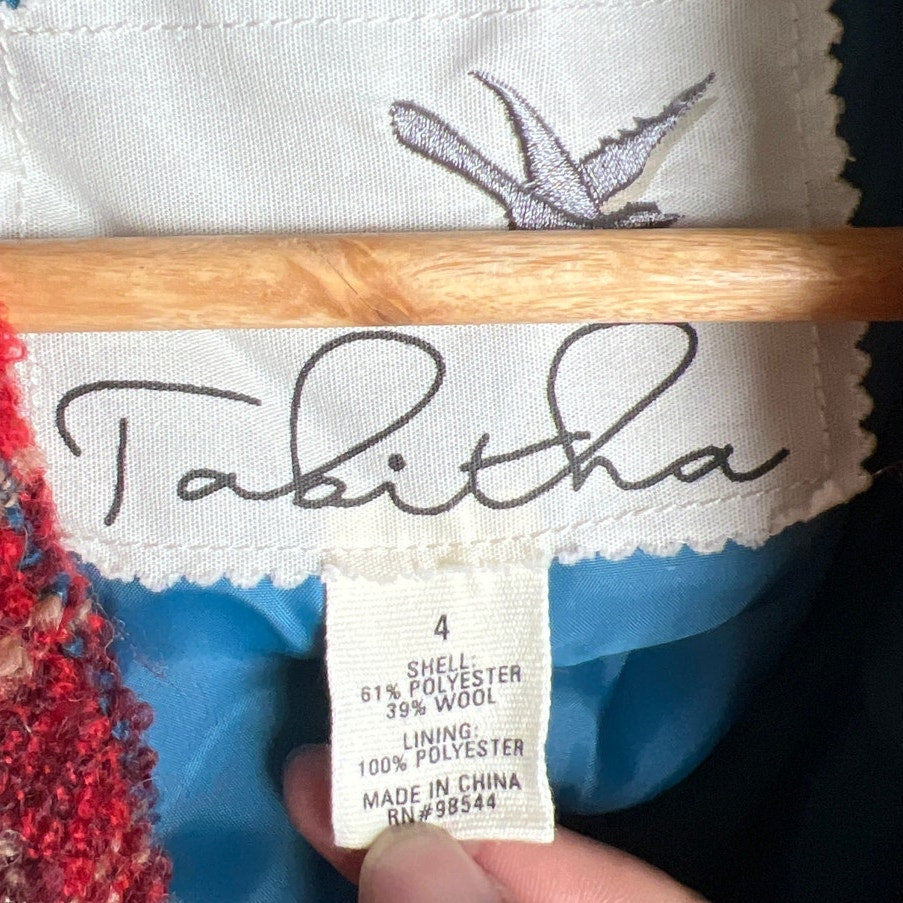 Tabitha
4
SHELL:
61% POLYESTER
39% WOOL
LINING:
100% POLYESTER
MADE IN CHINA
RN#98544